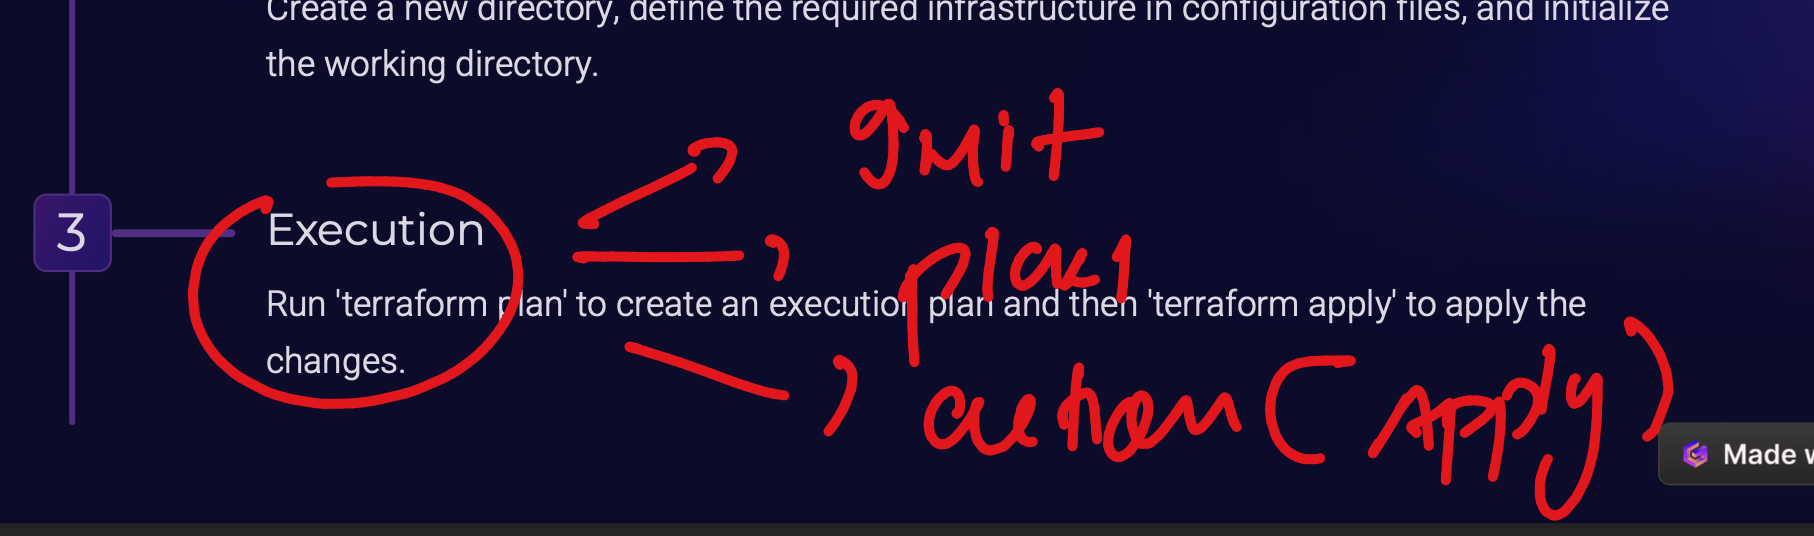 Create a new directory, define the required infrastructure in configuration files, and initialize
the working directory.
3
Execution
Run 'terraform plan' to create an execution plan and then 'terraform apply' to apply the
changes.
plan
action (Apply)
Made w